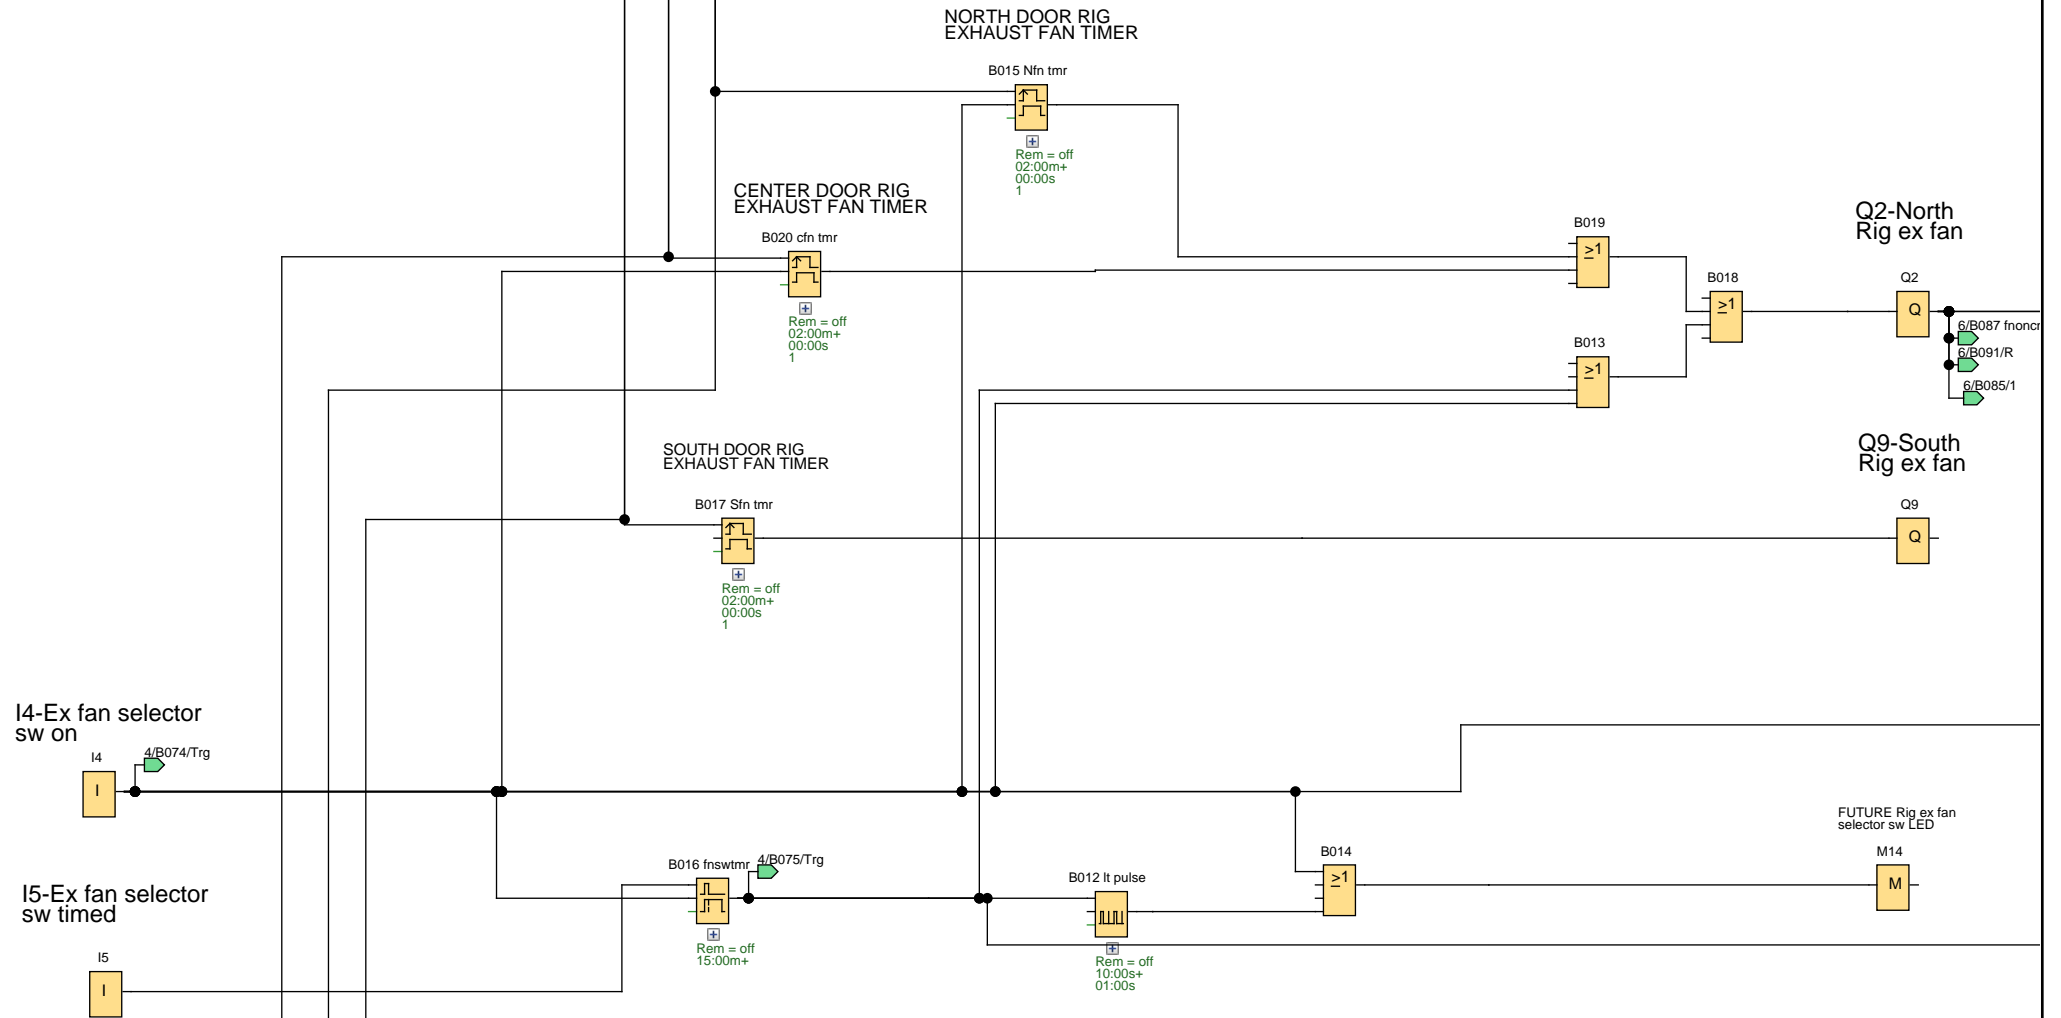 NORTH DOOR RIG
EXHAUST FAN TIMER
B015 Nfn tmr
Rem = off
02:00m+
00:00s
1
CENTER DOOR RIG
EXHAUST FAN TIMER
B020 cfn tmr
Rem = off
02:00m+
00:00s
1
B019
≥1
B018
≥1
B013
≥1
Q2-North
Rig ex fan
Q2
Q
6/B087 fnoncr
6/B091/R
6/B085/1
SOUTH DOOR RIG
EXHAUST FAN TIMER
B017 Sfn tmr
Rem = off
02:00m+
00:00s
1
Q9-South
Rig ex fan
Q9
Q
I4-Ex fan selector
sw on
I4
I
4/B074/Trg
B016 fnswtmr
4/B075/Trg
Rem = off
15:00m+
B012 lt pulse
Rem = off
10:00s+
01:00s
B014
≥1
FUTURE Rig ex fan
selector sw LED
M14
M
I5-Ex fan selector
sw timed
I5
I